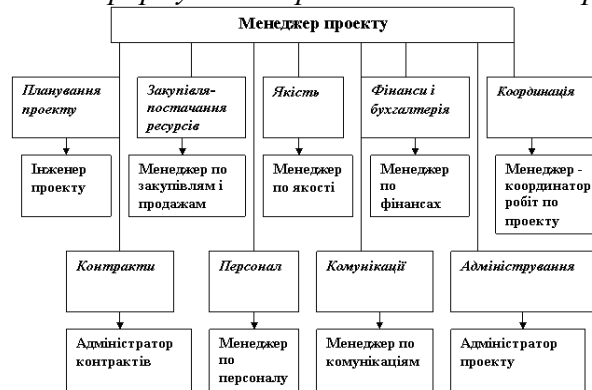 Менеджер проекту
Планування
проекту
Закупівля-
постачання
ресурсів
Якість
Фінанси і
бухгалтерія
Координація
Інженер
проекту
Менеджер по
закупівлям і
продажам
Менеджер
по якості
Менеджер
по
фінансах
Менеджер -
координатор
робіт по
проекту
Контракти
Персонал
Комунікації
Адміністрування
Адміністратор
контрактів
Менеджер
по
персоналу
Менеджер по
комунікаціям
Адміністратор
проекту